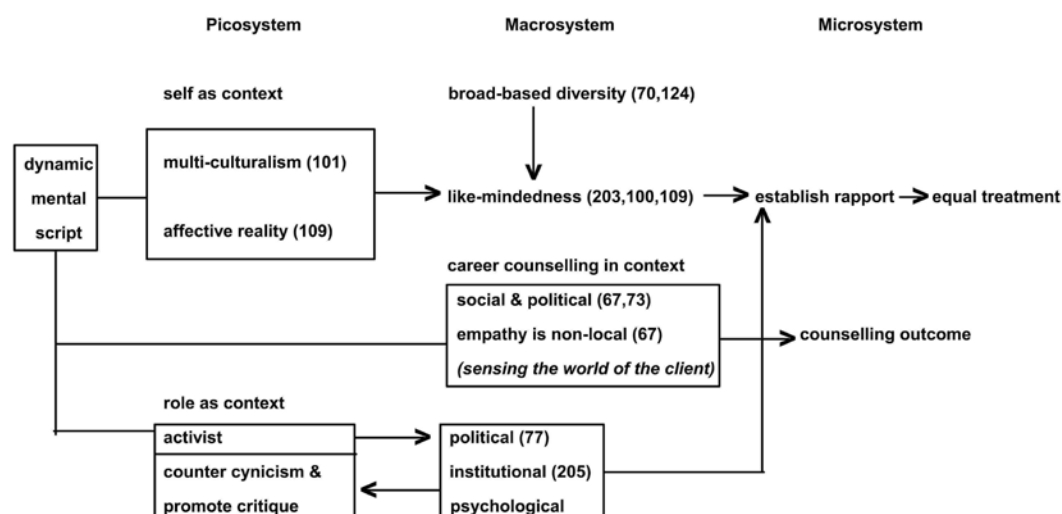 Picosystem
Macrosystem
Microsystem
self as context
broad-based diversity (70,124)
dynamic
mental
script
multi-culturalism (101)
affective reality (109)
like-mindedness (203,100,109)
establish rapport
equal treatment
career counselling in context
social & political (67,73)
empathy is non-local (67)
(sensing the world of the client)
counselling outcome
role as context
activist
counter cynicism &
promote critique
political (77)
institutional (205)
psychological